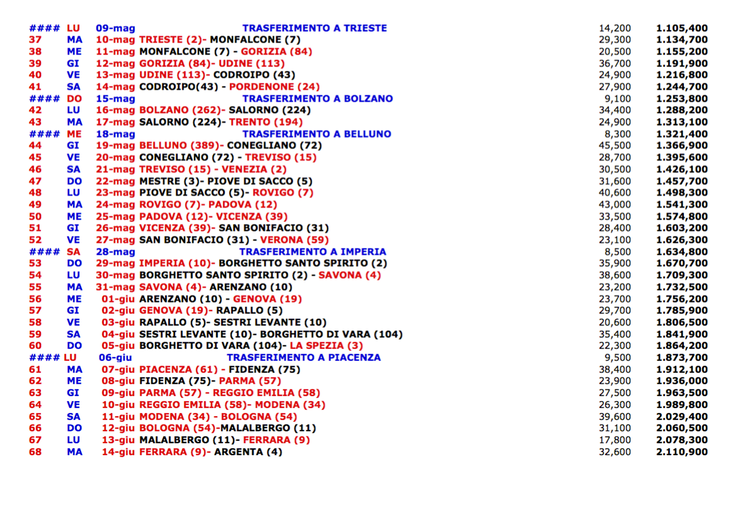 #### LU 09-mag TRASFERIMENTO A TRIESTE 14,200 1.105,400
37 MA 10-mag TRIESTE (2)- MONFALCONE (7) 29,300 1.134,700
38 ME 11-mag MONFALCONE (7) - GORIZIA (84) 20,500 1.155,200
39 GI 12-mag GORIZIA (84)- UDINE (113) 36,700 1.191,900
40 VE 13-mag UDINE (113)- CODROIPO (43) 24,900 1.216,800
41 SA 14-mag CODROIPO(43) - PORDENONE (24) 27,900 1.244,700
#### DO 15-mag TRASFERIMENTO A BOLZANO 9,100 1.253,800
42 LU 16-mag BOLZANO (262)- SALORNO (224) 34,400 1.288,200
43 MA 17-mag SALORNO (224)- TRENTO (194) 24,900 1.313,100
#### ME 18-mag TRASFERIMENTO A BELLUNO 8,300 1.321,400
44 GI 19-mag BELLUNO (389)- CONEGLIANO (72) 45,500 1.366,900
45 VE 20-mag CONEGLIANO (72) - TREVISO (15) 28,700 1.395,600
46 SA 21-mag TREVISO (15) - VENEZIA (2) 30,500 1.426,100
47 DO 22-mag MESTRE (3)- PIOVE DI SACCO (5) 31,600 1.457,700
48 LU 23-mag PIOVE DI SACCO (5)- ROVIGO (7) 40,600 1.498,300
49 MA 24-mag ROVIGO (7)- PADOVA (12) 43,000 1.541,300
50 ME 25-mag PADOVA (12)- VICENZA (39) 33,500 1.574,800
51 GI 26-mag VICENZA (39)- SAN BONIFACIO (31) 28,400 1.603,200
52 VE 27-mag SAN BONIFACIO (31) - VERONA (59) 23,100 1.626,300
#### SA 28-mag TRASFERIMENTO A IMPERIA 8,500 1.634,800
53 DO 29-mag IMPERIA (10)- BORGHETTO SANTO SPIRITO (2) 35,900 1.670,700
54 LU 30-mag BORGHETTO SANTO SPIRITO (2) - SAVONA (4) 38,600 1.709,300
55 MA 31-mag SAVONA (4)- ARENZANO (10) 23,200 1.732,500
56 ME 01-giu ARENZANO (10) - GENOVA (19) 23,700 1.756,200
57 GI 02-giu GENOVA (19)- RAPALLO (5) 29,700 1.785,900
58 VE 03-giu RAPALLO (5)- SESTRI LEVANTE (10) 20,600 1.806,500
59 SA 04-giu SESTRI LEVANTE (10)- BORGHETTO DI VARA (104) 35,400 1.841,900
60 DO 05-giu BORGHETTO DI VARA (104)- LA SPEZIA (3) 22,300 1.864,200
#### LU 06-giu TRASFERIMENTO A PIACENZA 9,500 1.873,700
61 MA 07-giu PIACENZA (61) - FIDENZA (75) 38,400 1.912,100
62 ME 08-giu FIDENZA (75)- PARMA (57) 23,900 1.936,000
63 GI 09-giu PARMA (57) - REGGIO EMILIA (58) 27,500 1.963,500
64 VE 10-giu REGGIO EMILIA (58)- MODENA (34) 26,300 1.989,800
65 SA 11-giu MODENA (34) - BOLOGNA (54) 39,600 2.029,400
66 DO 12-giu BOLOGNA (54)-MALALBERGO (11) 31,100 2.060,500
67 LU 13-giu MALALBERGO (11)- FERRARA (9) 17,800 2.078,300
68 MA 14-giu FERRARA (9)- ARGENTA (4) 32,600 2.110,900